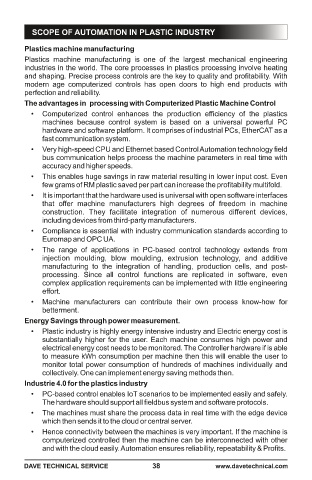 SCOPE OF AUTOMATION IN PLASTIC INDUSTRY
Plastics machine manufacturing
Plastics machine manufacturing is one of the largest mechanical engineering
industries in the world. The core processes in plastics processing involve heating
and shaping. Precise process controls are the key to quality and profitability. With
modern age computerized controls has open doors to high end products with
perfection and reliability.
The advantages in processing with Computerized Plastic Machine Control
• Computerized control enhances the production efficiency of the plastics
machines because control system is based on a universal powerful PC
hardware and software platform. It comprises of industrial PCs, EtherCAT as a
fast communication system.
• Very high-speed CPU and Ethernet based Control Automation technology field
bus communication helps process the machine parameters in real time with
accuracy and higher speeds.
• This enables huge savings in raw material resulting in lower input cost. Even
few grams of RM plastic saved per part can increase the profitability multifold.
• It is important that the hardware used is universal with open software interfaces
that offer machine manufacturers high degrees of freedom in machine
construction. They facilitate integration of numerous different devices,
including devices from third-party manufacturers.
• Compliance is essential with industry communication standards according to
Euromap and OPC UA.
• The range of applications in PC-based control technology extends from
injection moulding, blow moulding, extrusion technology, and additive
manufacturing to the integration of handling, production cells, and post-
processing. Since all control functions are replicated in software, even
complex application requirements can be implemented with little engineering
effort.
• Machine manufacturers can contribute their own process know-how for
betterment.
Energy Savings through power measurement.
• Plastic industry is highly energy intensive industry and Electric energy cost is
substantially higher for the user. Each machine consumes high power and
electrical energy cost needs to be monitored. The Controller hardware if is able
to measure kWh consumption per machine then this will enable the user to
monitor total power consumption of hundreds of machines individually and
collectively. One can implement energy saving methods then.
Industrie 4.0 for the plastics industry
• PC-based control enables IoT scenarios to be implemented easily and safely.
The hardware should support all fieldbus system and software protocols.
• The machines must share the process data in real time with the edge device
which then sends it to the cloud or central server.
• Hence connectivity between the machines is very important. If the machine is
computerized controlled then the machine can be interconnected with other
and with the cloud easily. Automation ensures reliability, repeatability & Profits.
DAVE TECHNICAL SERVICE 38 www.davetechnical.com